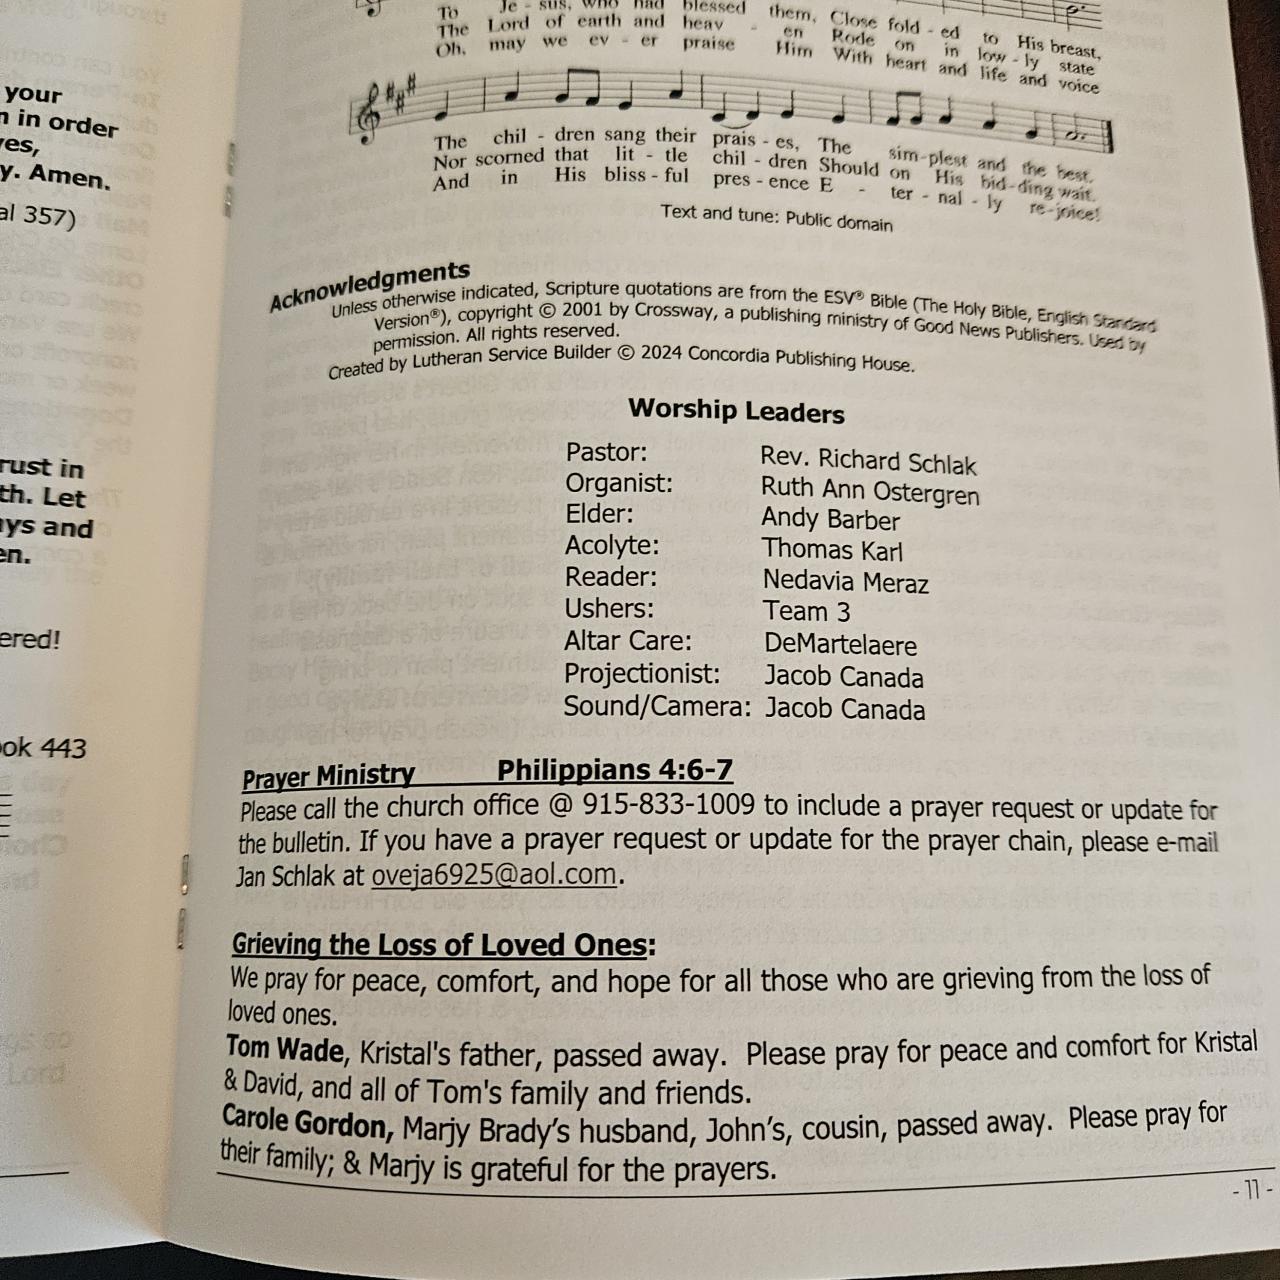 your
n in order
es,
y. Amen.
al 357)
rust in
th. Let
ys and
en.
ered!
ok 443
To Je - sus, who had blessed them, Close fold - ed to His breast,
The Lord of earth and heav - en Rode on in low - ly state
Oh, may we ev - er praise Him With heart and life and voice
The chil - dren sang their prais - es, The sim - plest and the best.
Nor scorned that lit - tle chil - dren Should on His bid - ding wait.
And in His bliss - ful pres - ence E - ter - nal - ly re - joice!
Text and tune: Public domain
Acknowledgments
Unless otherwise indicated, Scripture quotations are from the ESV® Bible (The Holy Bible, English Standard
Version®), copyright © 2001 by Crossway, a publishing ministry of Good News Publishers. Used by
permission. All rights reserved.
Created by Lutheran Service Builder © 2024 Concordia Publishing House.
Worship Leaders
Pastor: Rev. Richard Schlak
Organist: Ruth Ann Ostergren
Elder: Andy Barber
Acolyte: Thomas Karl
Reader: Nedavia Meraz
Ushers: Team 3
Altar Care: DeMartelaere
Projectionist: Jacob Canada
Sound/Camera: Jacob Canada
Prayer Ministry Philippians 4:6-7
Please call the church office @ 915-833-1009 to include a prayer request or update for
the bulletin. If you have a prayer request or update for the prayer chain, please e-mail
Jan Schlak at oveja6925@aol.com.
Grieving the Loss of Loved Ones:
We pray for peace, comfort, and hope for all those who are grieving from the loss of
loved ones.
Tom Wade, Kristal's father, passed away. Please pray for peace and comfort for Kristal
& David, and all of Tom's family and friends.
Carole Gordon, Marjy Brady's husband, John's, cousin, passed away. Please pray for
their family; & Marjy is grateful for the prayers.
- 11 -